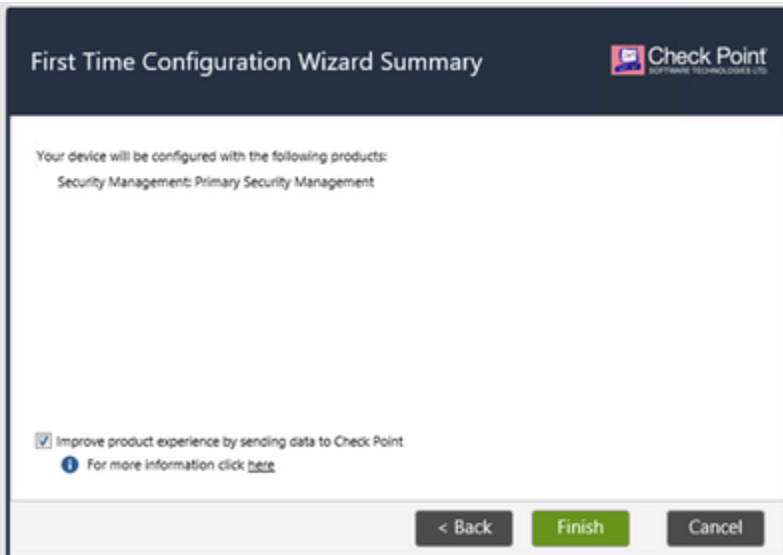 First Time Configuration Wizard Summary
Check Point
SOFTWARE TECHNOLOGIES LTD.
Your device will be configured with the following products:
Security Management: Primary Security Management
Improve product experience by sending data to Check Point
For more information click here
< Back
Finish
Cancel